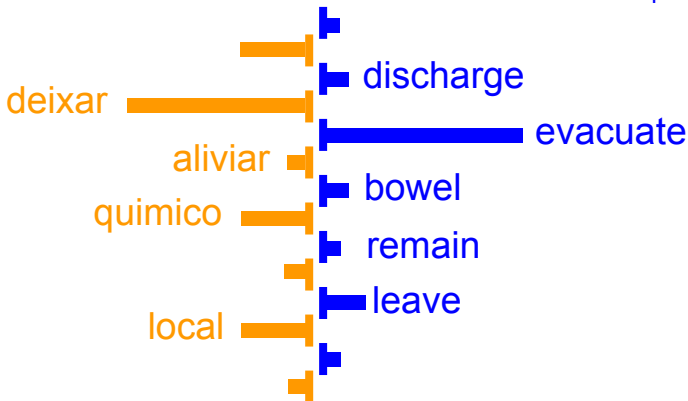 discharge
deixar
evacuate
aliviar
bowel
quimico
remain
leave
local